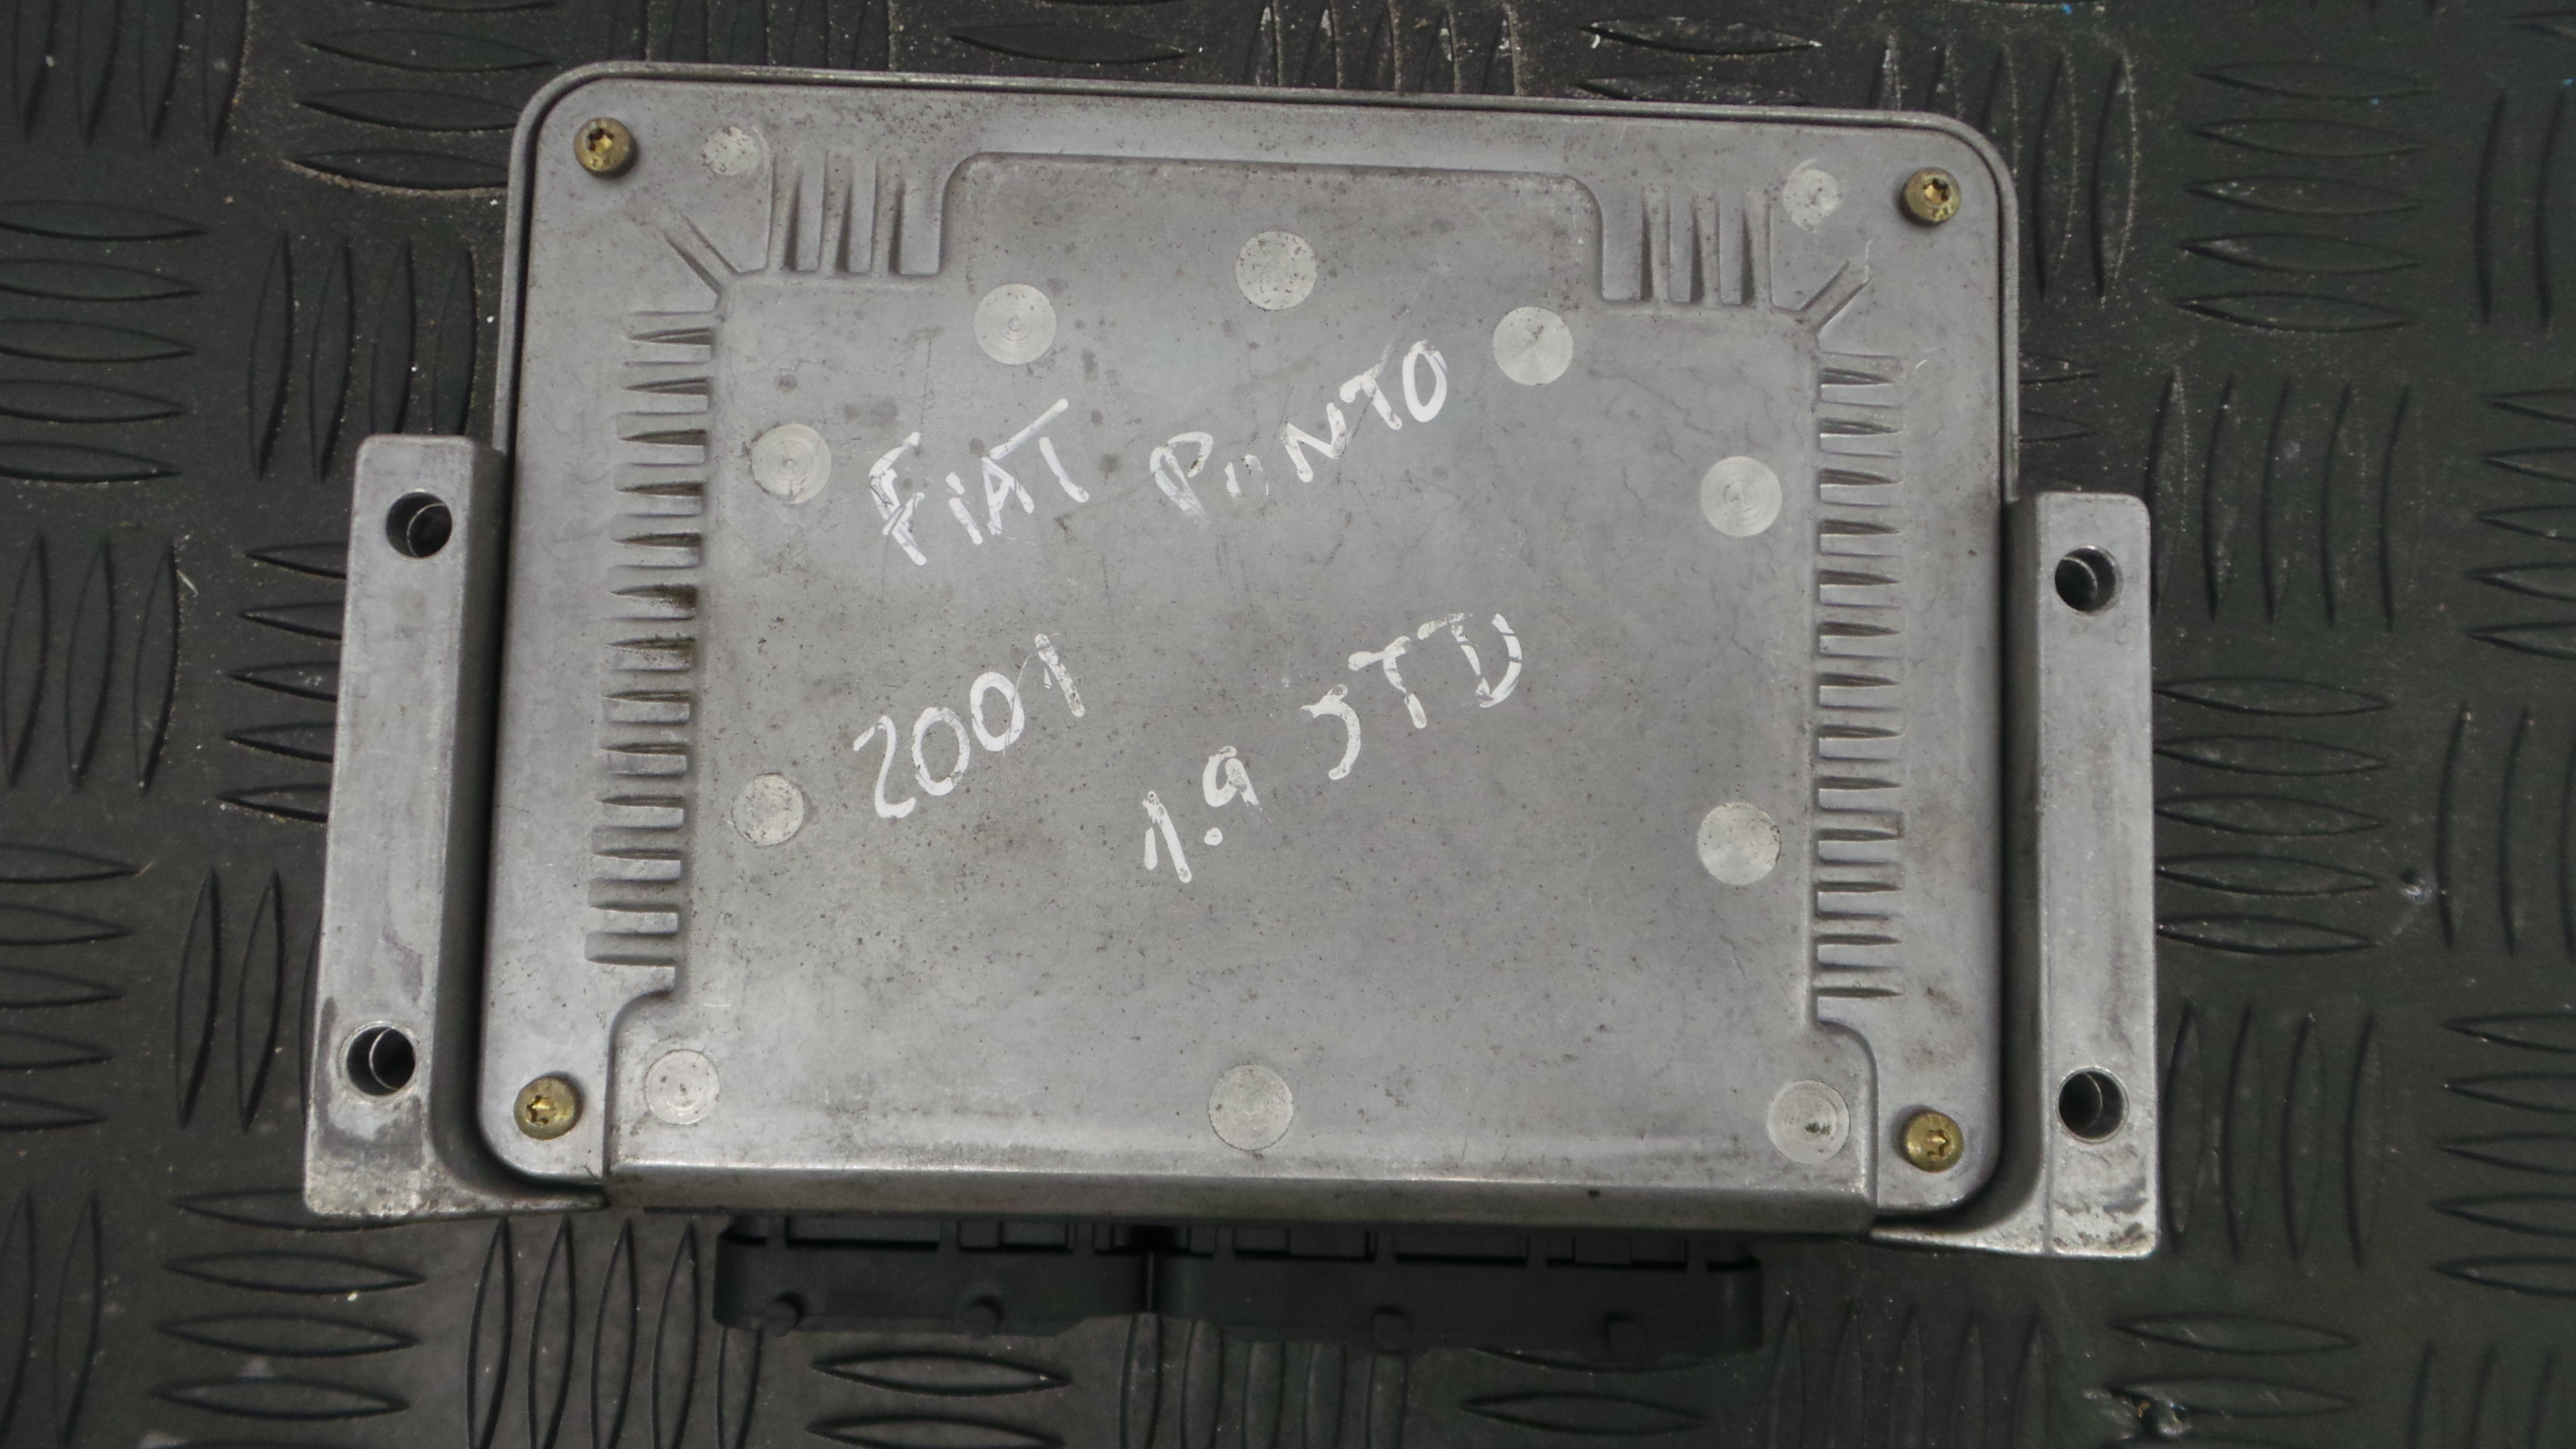 FiAT PUNTO
2001
1.9 JTD